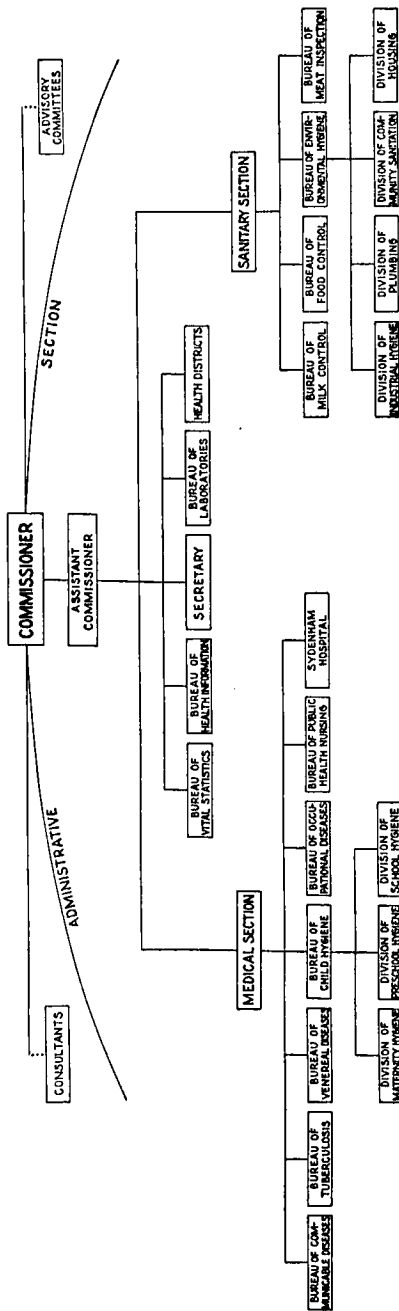 COMMISSIONER
ASSISTANT
COMMISSIONER
CONSULTANTS
ADVISORY
COMMITTEES
ADMINISTRATIVE
SECTION
BUREAU OF
VITAL STATISTICS
BUREAU OF
HEALTH INFORMATION
SECRETARY
BUREAU OF
LABORATORIES
HEALTH DISTRICTS
MEDICAL SECTION
SANITARY SECTION
BUREAU OF COM-
MUNICABLE DISEASES
BUREAU OF
TUBERCULOSIS
BUREAU OF
VENEREAL DISEASES
BUREAU OF
CHILD HYGIENE
BUREAU OF OCCU-
PATIONAL DISEASES
BUREAU OF PUBLIC
HEALTH NURSING
SYDENHAM
HOSPITAL
DIVISION OF
MATERNITY HYGIENE
DIVISION OF
PRESCHOOL HYGIENE
DIVISION OF
SCHOOL HYGIENE
BUREAU OF
MILK CONTROL
BUREAU OF
FOOD CONTROL
BUREAU OF ENVIR-
ONMENTAL HYGIENE
BUREAU OF
MEAT INSPECTION
DIVISION OF
INDUSTRIAL HYGIENE
DIVISION OF
PLUMBING
DIVISION OF COM-
MUNITY SANITATION
DIVISION OF
HOUSING